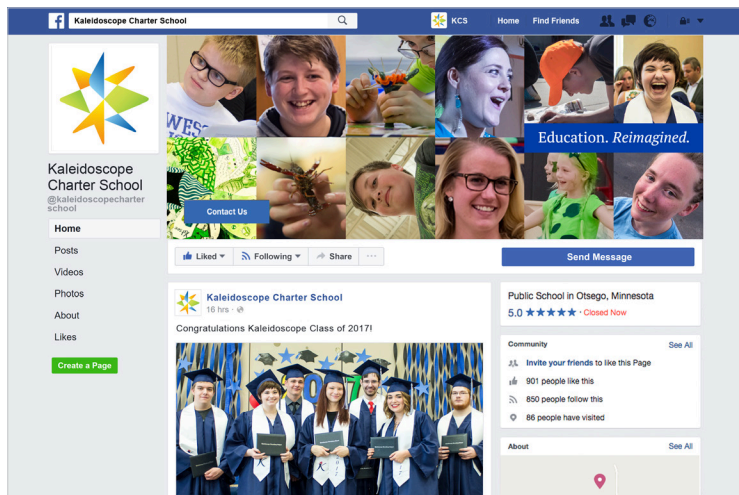 Kaleidoscope Charter School
KCS
Home
Find Friends
WES
Education. Reimagined.
Contact Us
Kaleidoscope
Charter School
@kaleidoscopecharter
school
Home
Posts
Videos
Photos
About
Likes
Create a Page
Liked
Following
Share
Send Message
Kaleidoscope Charter School
16 hrs
Congratulations Kaleidoscope Class of 2017!
Public School in Otsego, Minnesota
5.0 ★★★★★ · Closed Now
Community
See All
Invite your friends to like this Page
901 people like this
850 people follow this
86 people have visited
About
See All